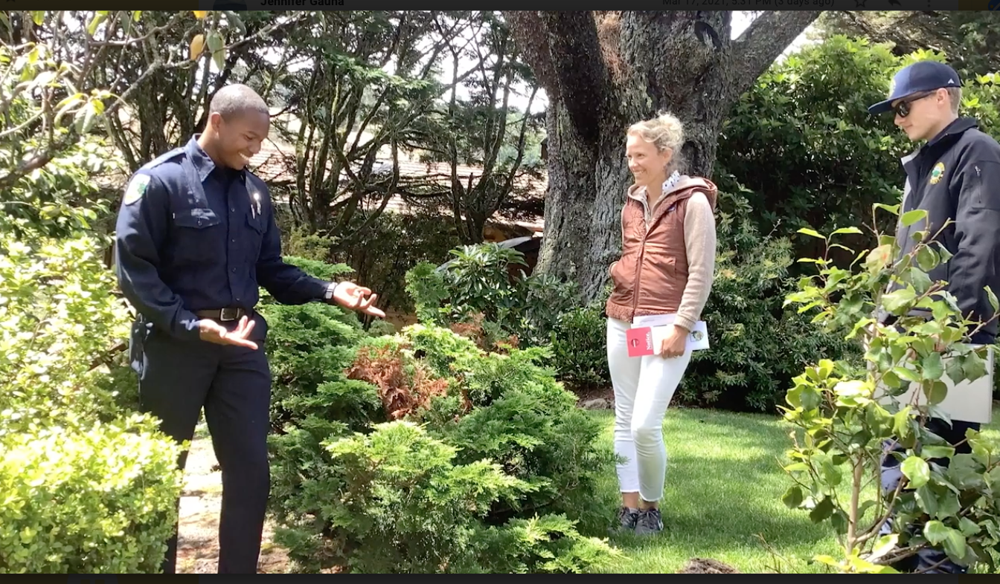 Jennifer Gauna
Mar 17, 2021, 5:31 PM (3 days ago)
Notice